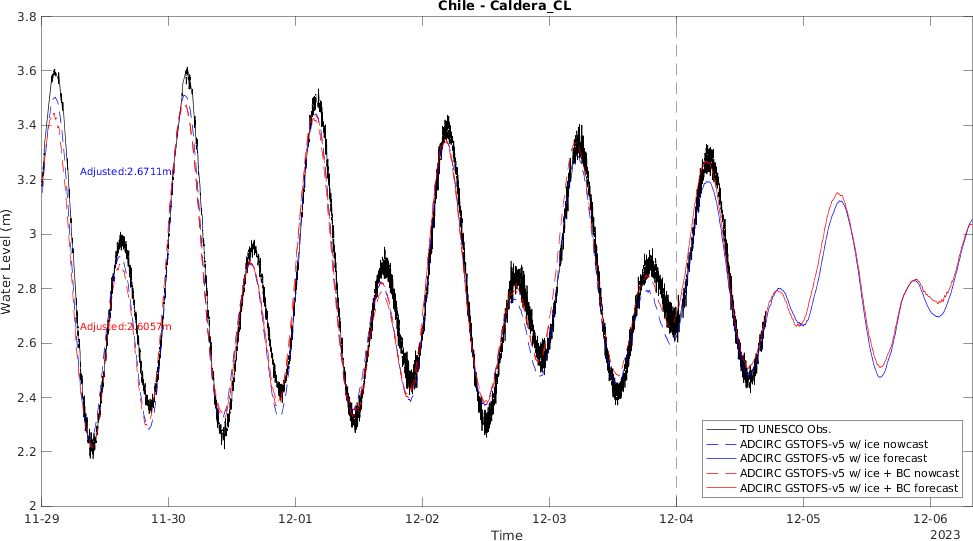 Chile - Caldera_CL
3.8
3.6
3.4
3.2
3
2.8
2.6
2.4
2.2
2
Water Level (m)
Adjusted:2.6711m
Adjusted:2.6057m
TD UNESCO Obs.
ADCIRC GSTOFS-v5 w/ ice nowcast
ADCIRC GSTOFS-v5 w/ ice forecast
ADCIRC GSTOFS-v5 w/ ice + BC nowcast
ADCIRC GSTOFS-v5 w/ ice + BC forecast
11-29 11-30 12-01 12-02 12-03 12-04 12-05 12-06
Time
2023